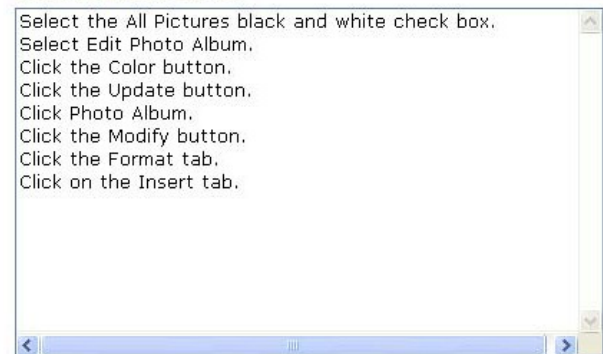 Select the All Pictures black and white check box.
Select Edit Photo Album.
Click the Color button.
Click the Update button.
Click Photo Album.
Click the Modify button.
Click the Format tab.
Click on the Insert tab.